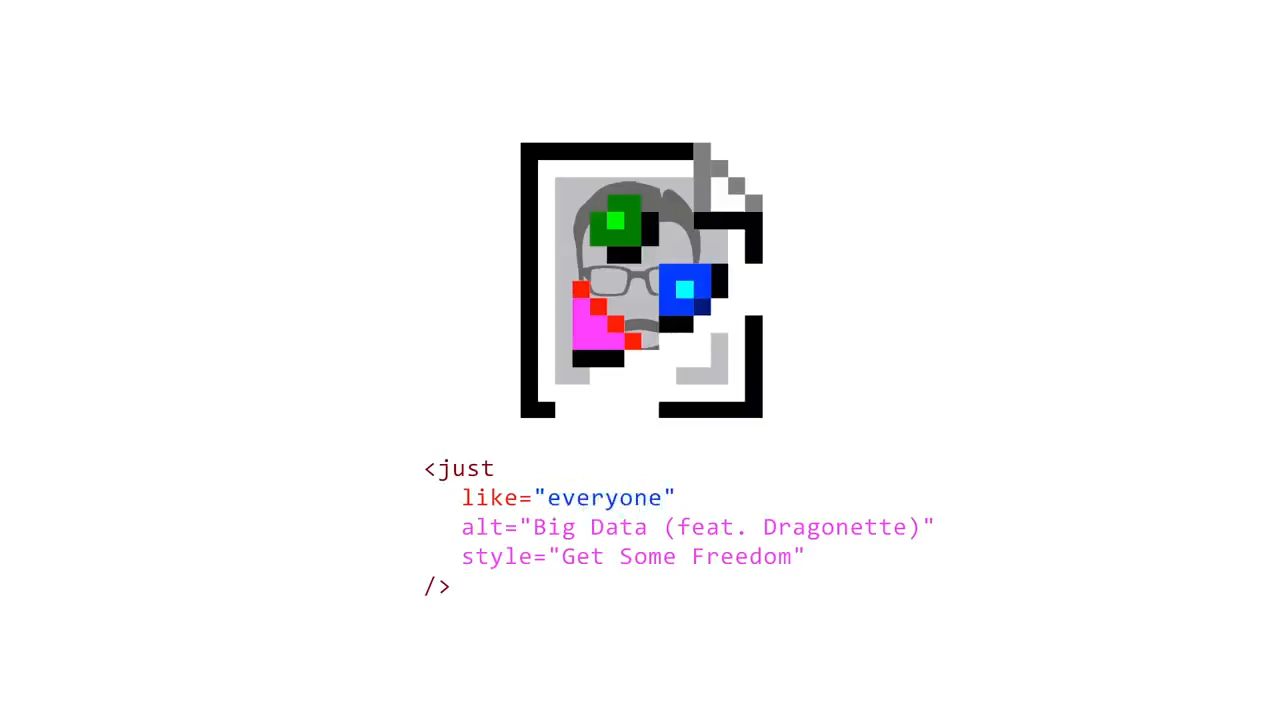 <just
like="everyone"
alt="Big Data (feat. Dragonette)"
style="Get Some Freedom"
/>